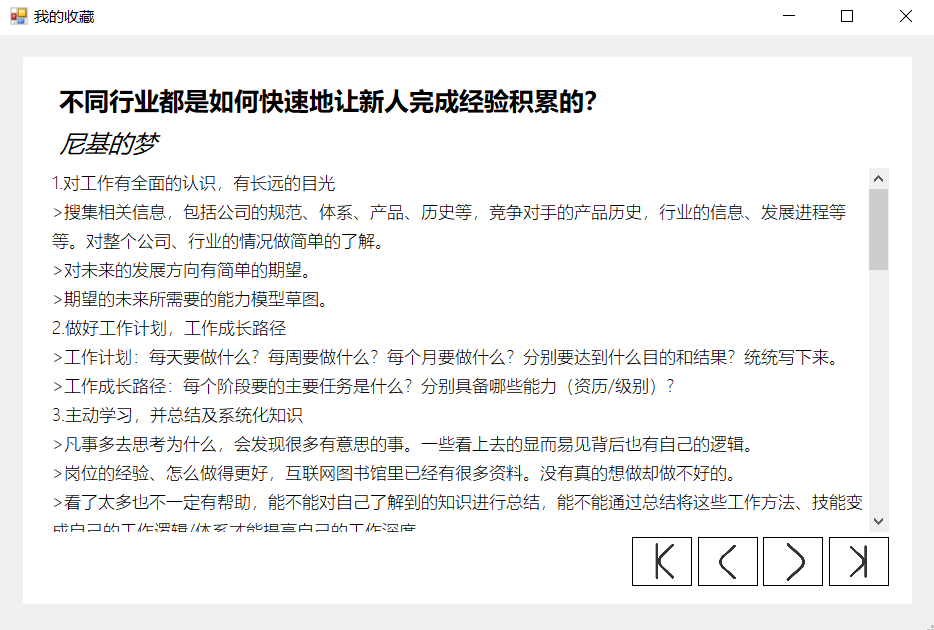 我的收藏
不同行业都是如何快速地让新人完成经验积累的？
尼基的梦
1.对工作有全面的认识，有长远的目光
>搜集相关信息，包括公司的规范、体系、产品、历史等，竞争对手的产品历史，行业的信息、发展进程等
等。对整个公司、行业的情况做简单的了解。
>对未来的发展方向有简单的期望。
>期望的未来所需要的能力模型草图。
2.做好工作计划，工作成长路径
>工作计划：每天要做什么？每周要做什么？每个月要做什么？分别要达到什么目的和结果？统统写下来。
>工作成长路径：每个阶段要的主要任务是什么？分别具备哪些能力（资历/级别）？
3.主动学习，并总结及系统化知识
>凡事多去思考为什么，会发现很多有意思的事。一些看上去的显而易见背后也有自己的逻辑。
>岗位的经验、怎么做得更好，互联网图书馆里已经有很多资料。没有真的想做却做不好的。
>看了太多也不一定有帮助，能不能对自己了解到的知识进行总结，能不能通过总结将这些工作方法、技能变
成自己的工作逻辑/体系才能提高自己的工作深度